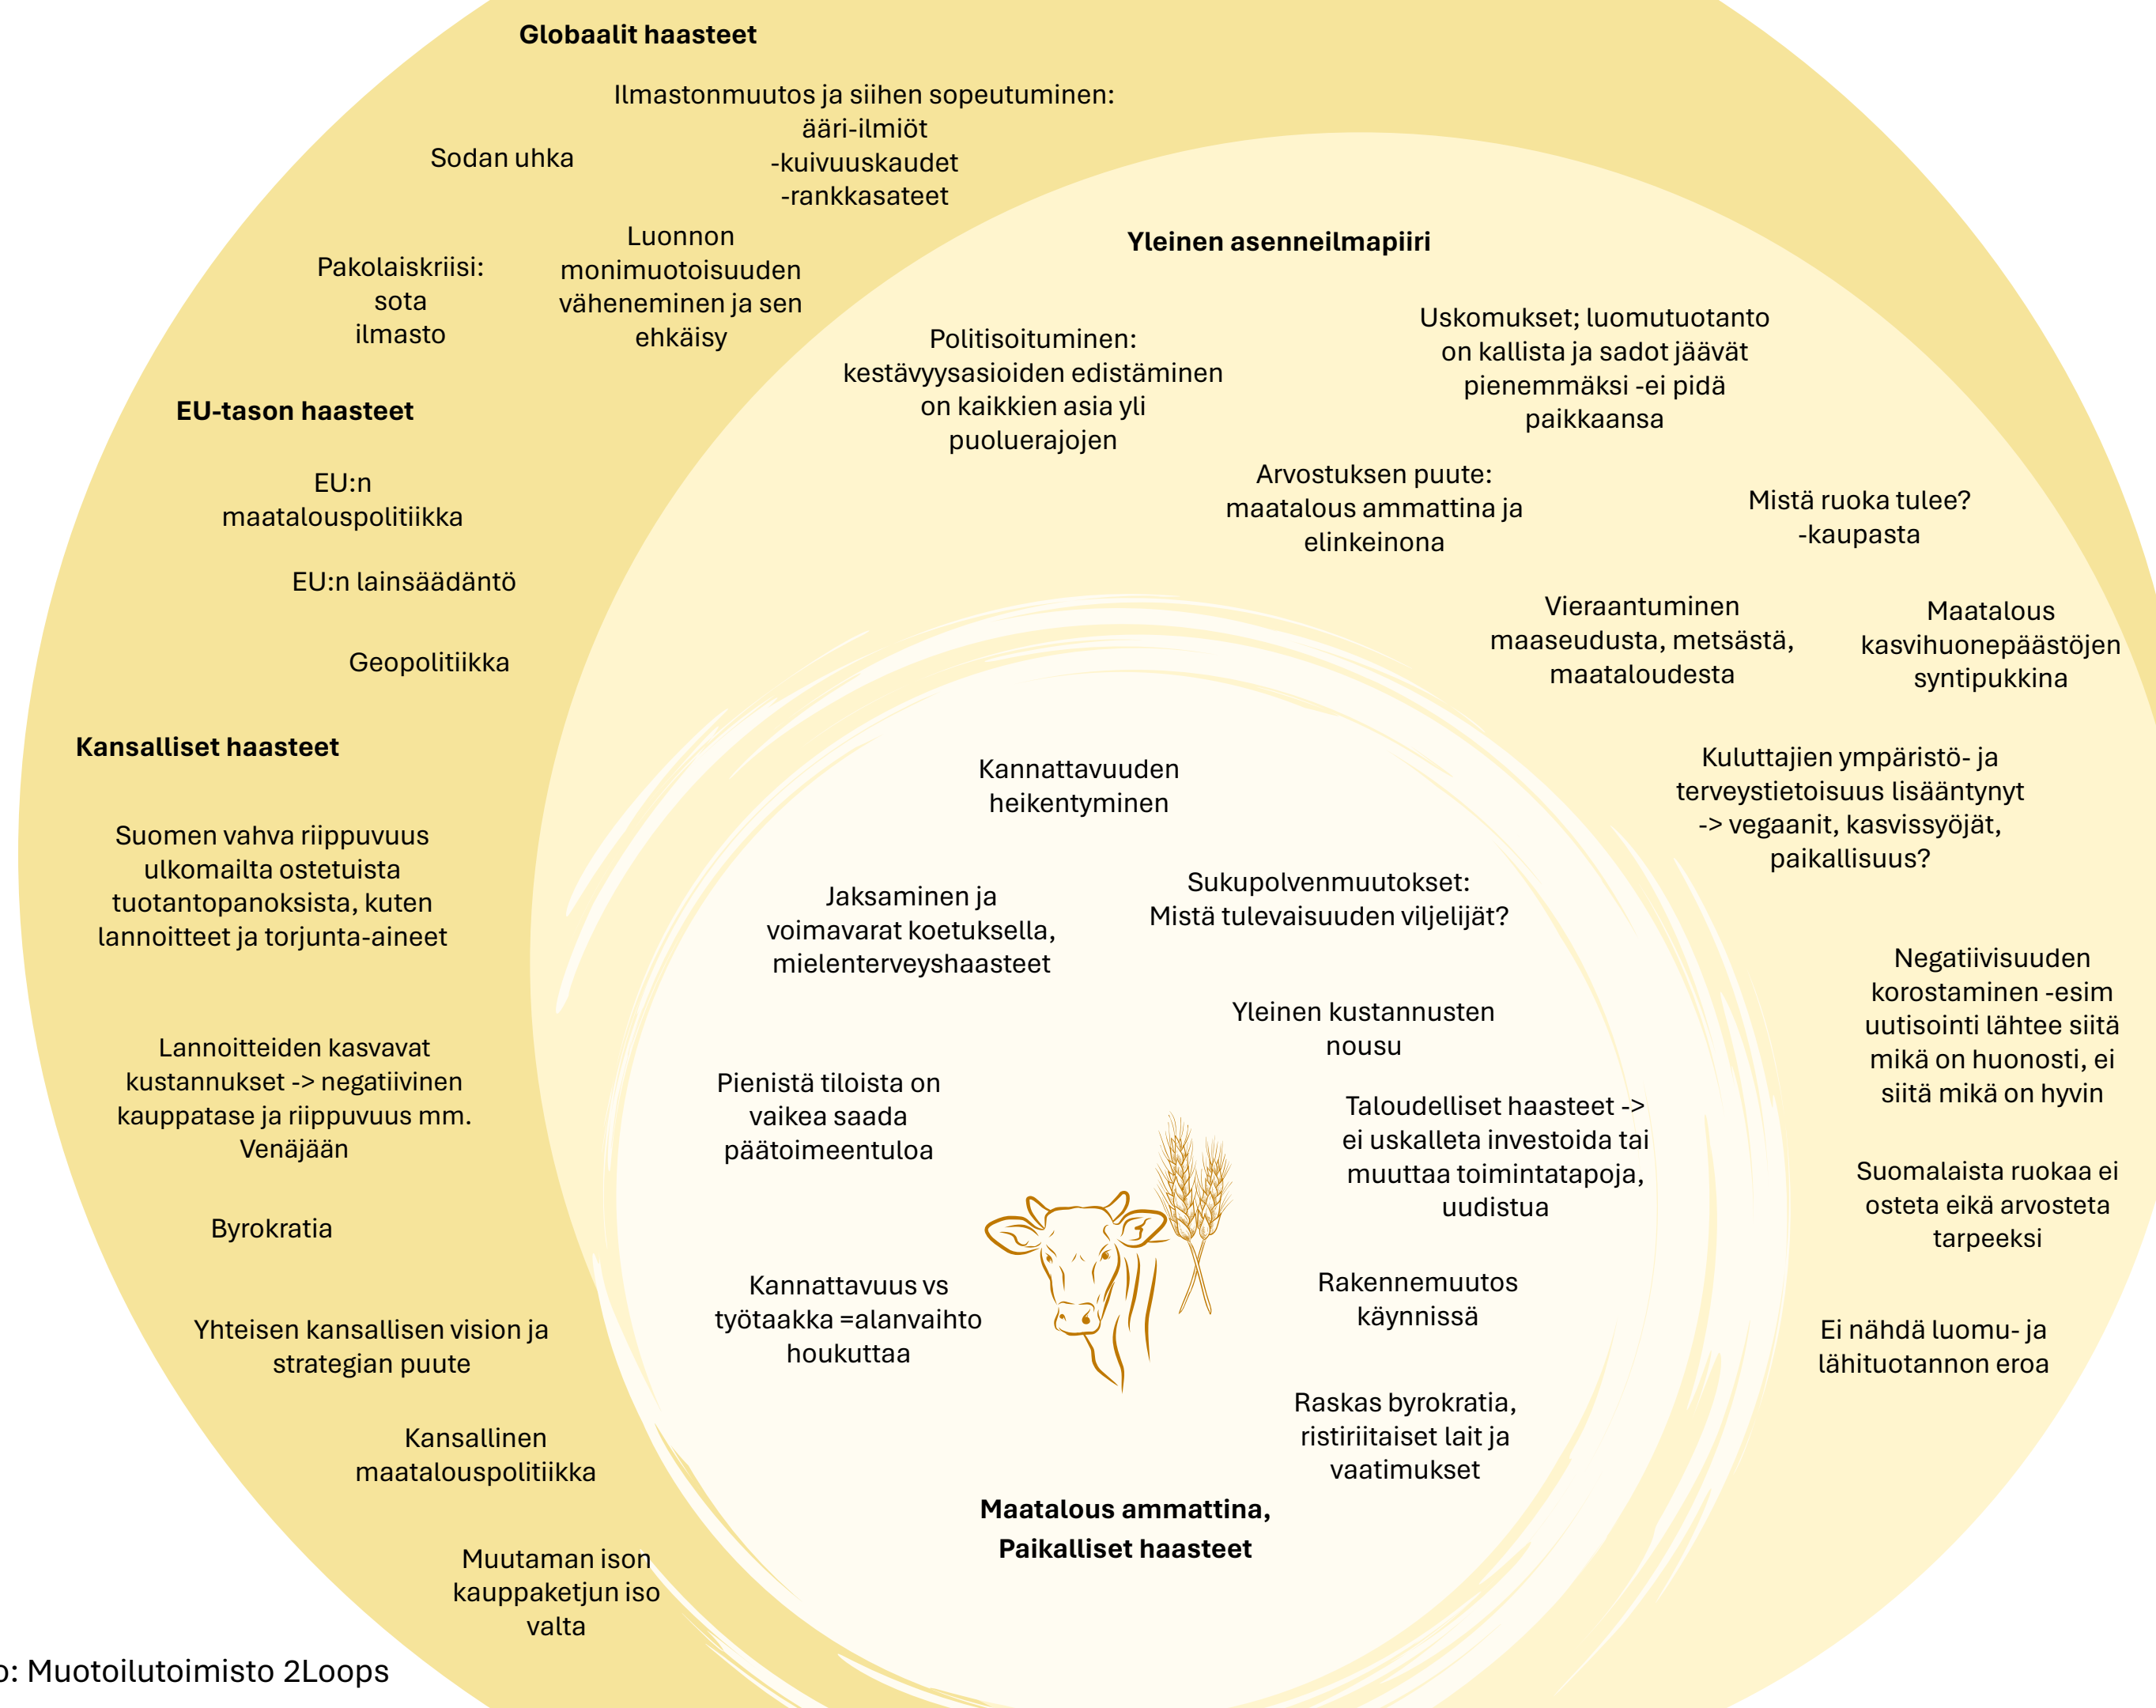 Globaalit haasteet
Ilmastonmuutos ja siihen sopeutuminen:
ääri-ilmiöt
-kuivuuskaudet
-rankkasateet
Sodan uhka
Luonnon
monimuotoisuuden
väheneminen ja sen
ehkäisy
Pakolaiskriisi:
sota
ilmasto
EU-tason haasteet
EU:n
maatalouspolitiikka
EU:n lainsäädäntö
Geopolitiikka
Kansalliset haasteet
Suomen vahva riippuvuus
ulkomailta ostetuista
tuotantopanoksista, kuten
lannoitteet ja torjunta-aineet
Lannoitteiden kasvavat
kustannukset -> negatiivinen
kauppatase ja riippuvuus mm.
Venäjään
Byrokratia
Yhteisen kansallisen vision ja
strategian puute
Kansallinen
maatalouspolitiikka
Muutaman ison
kauppaketjun iso
valta
Yleinen asenneilmapiiri
Politisoituminen:
kestävyysasioiden edistäminen
on kaikkien asia yli
puoluerajojen
Uskomukset; luomutuotanto
on kallista ja sadot jäävät
pienemmäksi -ei pidä
paikkaansa
Arvostuksen puute:
maatalous ammattina ja
elinkeinona
Mistä ruoka tulee?
-kaupasta
Vieraantuminen
maaseudusta, metsästä,
maataloudesta
Maatalous
kasvihuonepäästöjen
syntipukkina
Kuluttajien ympäristö- ja
terveystietoisuus lisääntynyt
-> vegaanit, kasvissyöjät,
paikallisuus?
Negatiivisuuden
korostaminen -esim
uutisointi lähtee siitä
mikä on huonosti, ei
siitä mikä on hyvin
Suomalaista ruokaa ei
osteta eikä arvosteta
tarpeeksi
Ei nähdä luomu- ja
lähituotannon eroa
Kannattavuuden
heikentyminen
Jaksaminen ja
voimavarat koetuksella,
mielenterveyshaasteet
Sukupolvenmuutokset:
Mistä tulevaisuuden viljelijät?
Yleinen kustannusten
nousu
Pienistä tiloista on
vaikea saada
päätoimeentuloa
Taloudelliset haasteet ->
ei uskalleta investoida tai
muuttaa toimintatapoja,
uudistua
Kannattavuus vs
työtaakka =alanvaihto
houkuttaa
Rakennemuutos
käynnissä
Raskas byrokratia,
ristiriitaiset lait ja
vaatimukset
Maatalous ammattina,
Paikalliset haasteet
Muotoilutoimisto 2Loops